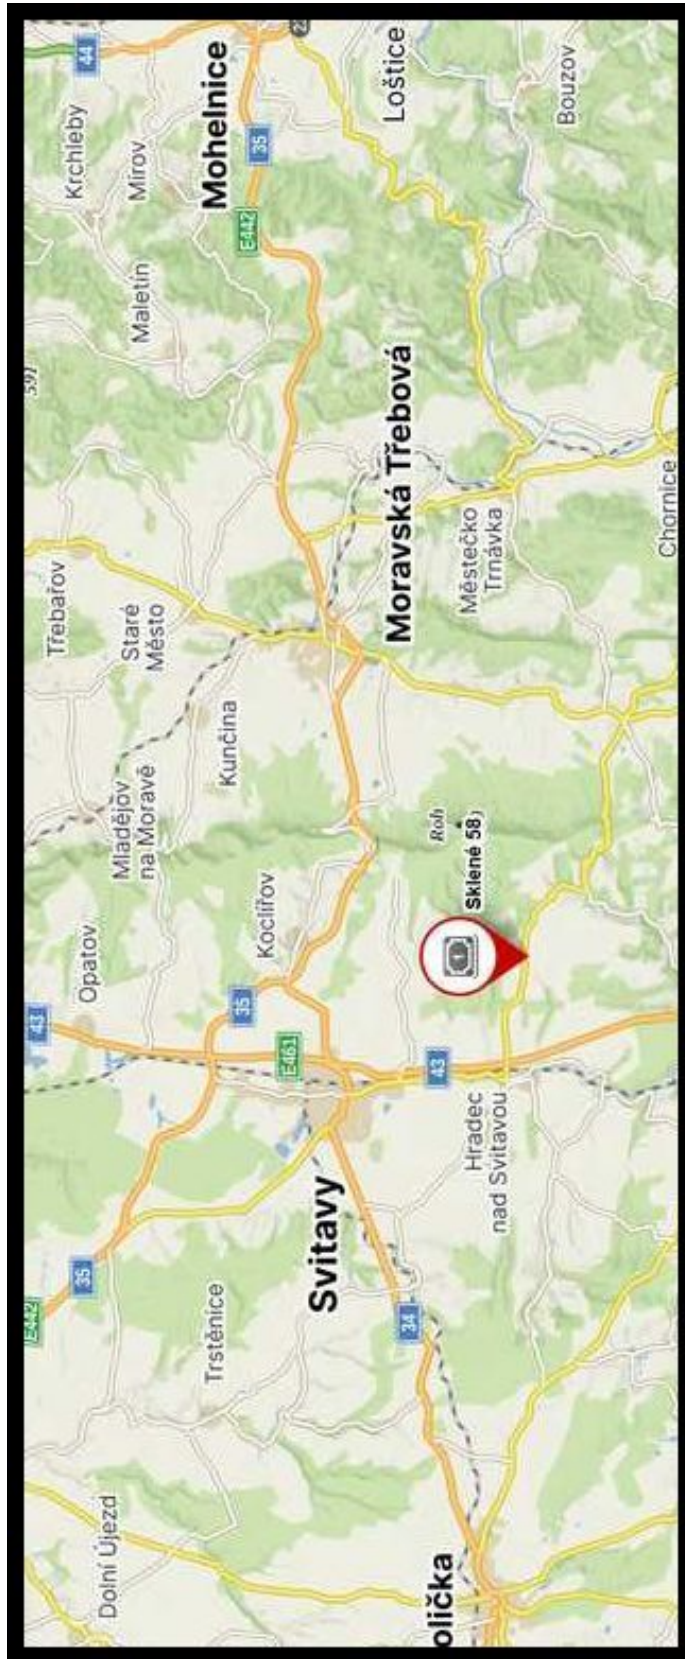 E442
43
591
44
Třebařov
Krchleby
35
Opatov
Dolní Újezd
Mladějov
na Moravě
Staré
Město
Maletín
Mírov
Trstěnice
Kunčina
Mohelnice
35
Koclířov
E442
35
E461
Svitavy
Moravská Třebová
Loštice
34
43
Roh
olička
Sklené 58)
Hradec
nad Svitavou
Městečko
Trnávka
Bouzov
Chornice